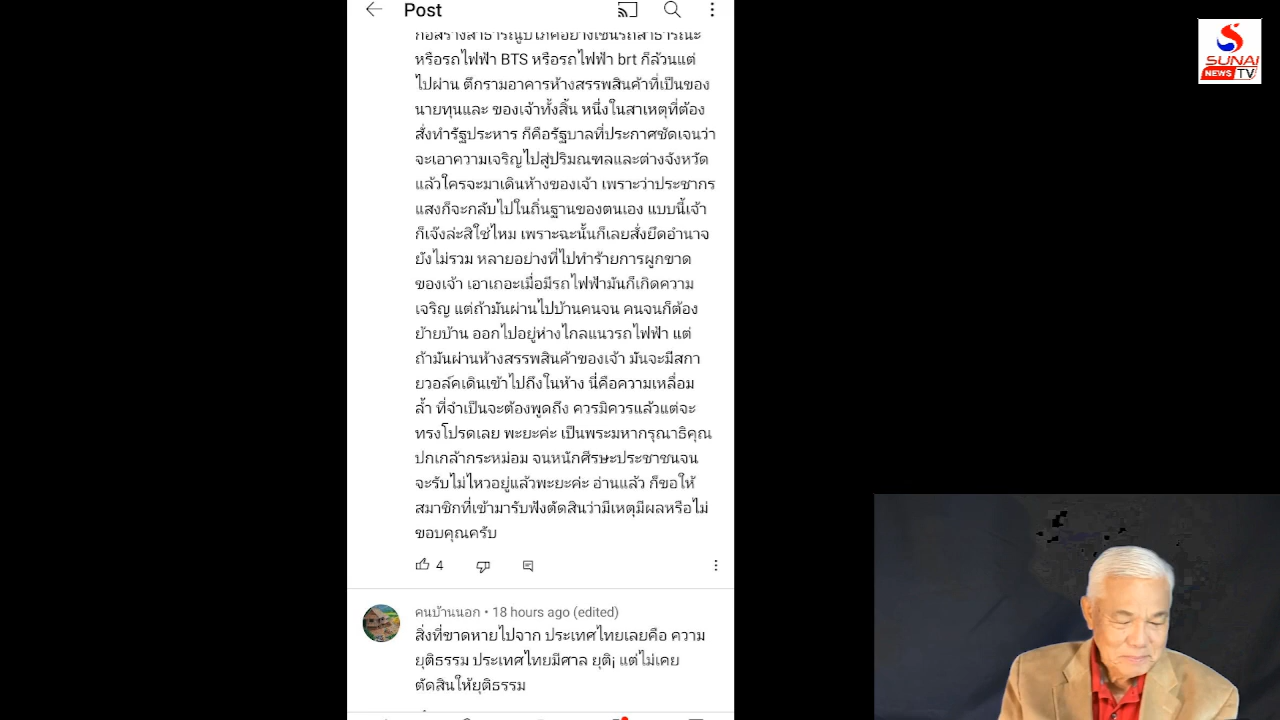 Post
ก่อสร้างสาธารณูปโภคอย่างเช่นรถสาธารณะ
หรือรถไฟฟ้า BTS หรือรถไฟฟ้า brt ก็ล้วนแต่
ไปผ่าน ตึกรามอาคารห้างสรรพสินค้าที่เป็นของ
นายทุนและ ของเจ้าทั้งสิ้น หนึ่งในสาเหตุที่ต้อง
สั่งทำรัฐประหาร ก็คือรัฐบาลที่ประกาศชัดเจนว่า
จะเอาความเจริญไปสู่ปริมณฑลและต่างจังหวัด
แล้วใครจะมาเดินห้างของเจ้า เพราะว่าประชากร
แสงก็จะกลับไปในถิ่นฐานของตนเอง แบบนี้เจ้า
ก็เจ๊งล่ะสิใช่ไหม เพราะฉะนั้นก็เลยสั่งยึดอำนาจ
ยังไม่รวม หลายอย่างที่ไปทำร้ายการผูกขาด
ของเจ้า เอาเถอะเมื่อมีรถไฟฟ้ามันก็เกิดความ
เจริญ แต่ถ้ามันผ่านไปบ้านคนจน คนจนก็ต้อง
ย้ายบ้าน ออกไปอยู่ห่างไกลแนวรถไฟฟ้า แต่
ถ้ามันผ่านห้างสรรพสินค้าของเจ้า มันจะมีสกา
ยวอล์คเดินเข้าไปถึงในห้าง นี่คือความเหลื่อม
ล้ำ ที่จำเป็นจะต้องพูดถึง ควรมิควรแล้วแต่จะ
ทรงโปรดเลย พะยะค่ะ เป็นพระมหากรุณาธิคุณ
ปกเกล้ากระหม่อม จนหนักศีรษะประชาชนจน
จะรับไม่ไหวอยู่แล้วพะยะค่ะ อ่านแล้ว ก็ขอให้
สมาชิกที่เข้ามารับฟังตัดสินว่ามีเหตุมีผลหรือไม่
ขอบคุณครับ
4
คนบ้านนอก • 18 hours ago (edited)
สิ่งที่ขาดหายไปจาก ประเทศไทยเลยคือ ความ
ยุติธรรม ประเทศไทยมีศาล ยุติ¡ แต่ไม่เคย
ตัดสินให้ยุติธรรม
SUNAI
NEWS TV